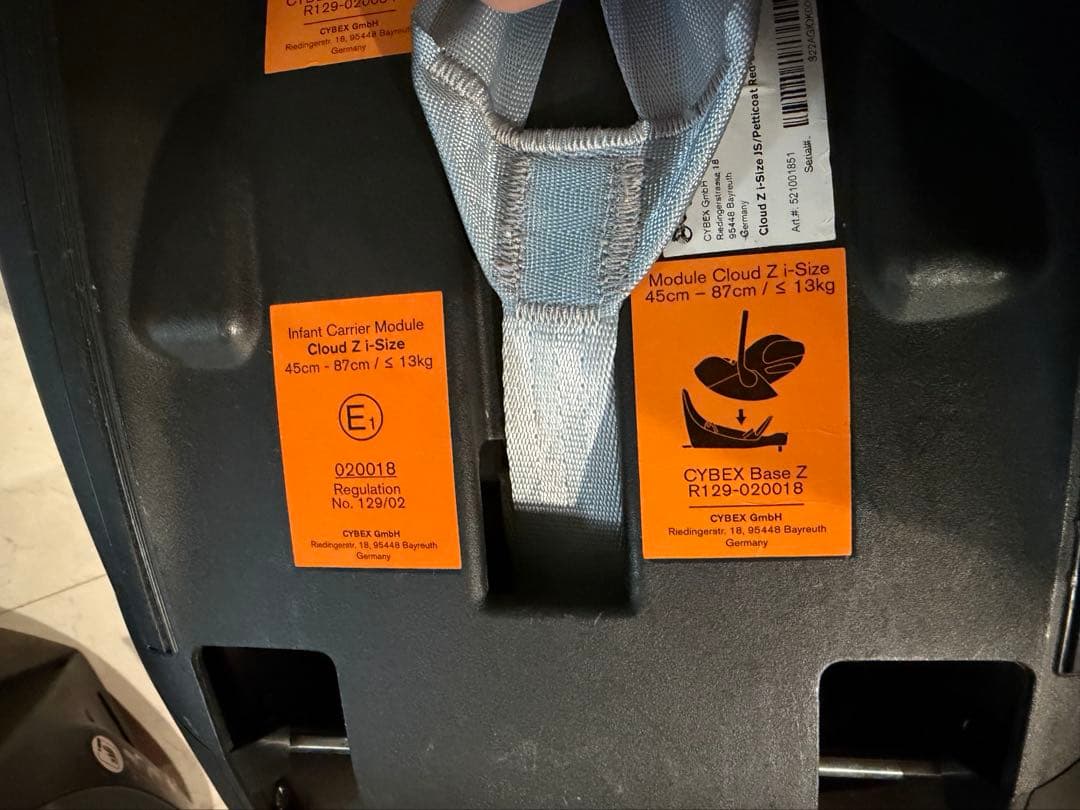 R129-020
CYBEX GmbH
Riedingerstr. 18, 95448 Bayreuth
Germany
CYBEX GmbH
Riedingerstrasse 18
95448 Bayreuth
Germany
Cloud Z i-Size JS/Petticoat Red
Art.#: 521001851
Serial#:
Infant Carrier Module
Cloud Z i-Size
45cm - 87cm / ≤ 13kg
E1
020018
Regulation
No. 129/02
CYBEX GmbH
Riedingerstr. 18, 95448 Bayreuth
Germany
Module Cloud Z i-Size
45cm – 87cm / ≤ 13kg
CYBEX Base Z
R129-020018
CYBEX GmbH
Riedingerstr. 18, 95448 Bayreuth
Germany